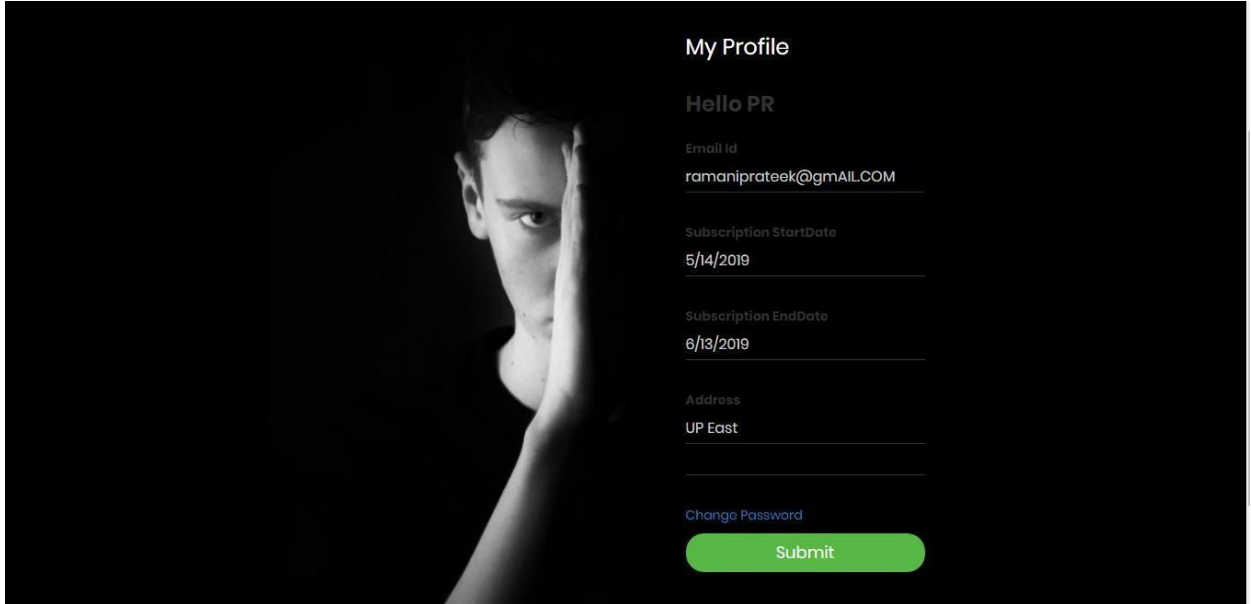 My Profile
Hello PR
Email Id
ramaniprateek@gmAIL.COM
Subscription StartDate
5/14/2019
Subscription EndDate
6/13/2019
Address
UP East
Change Password
Submit